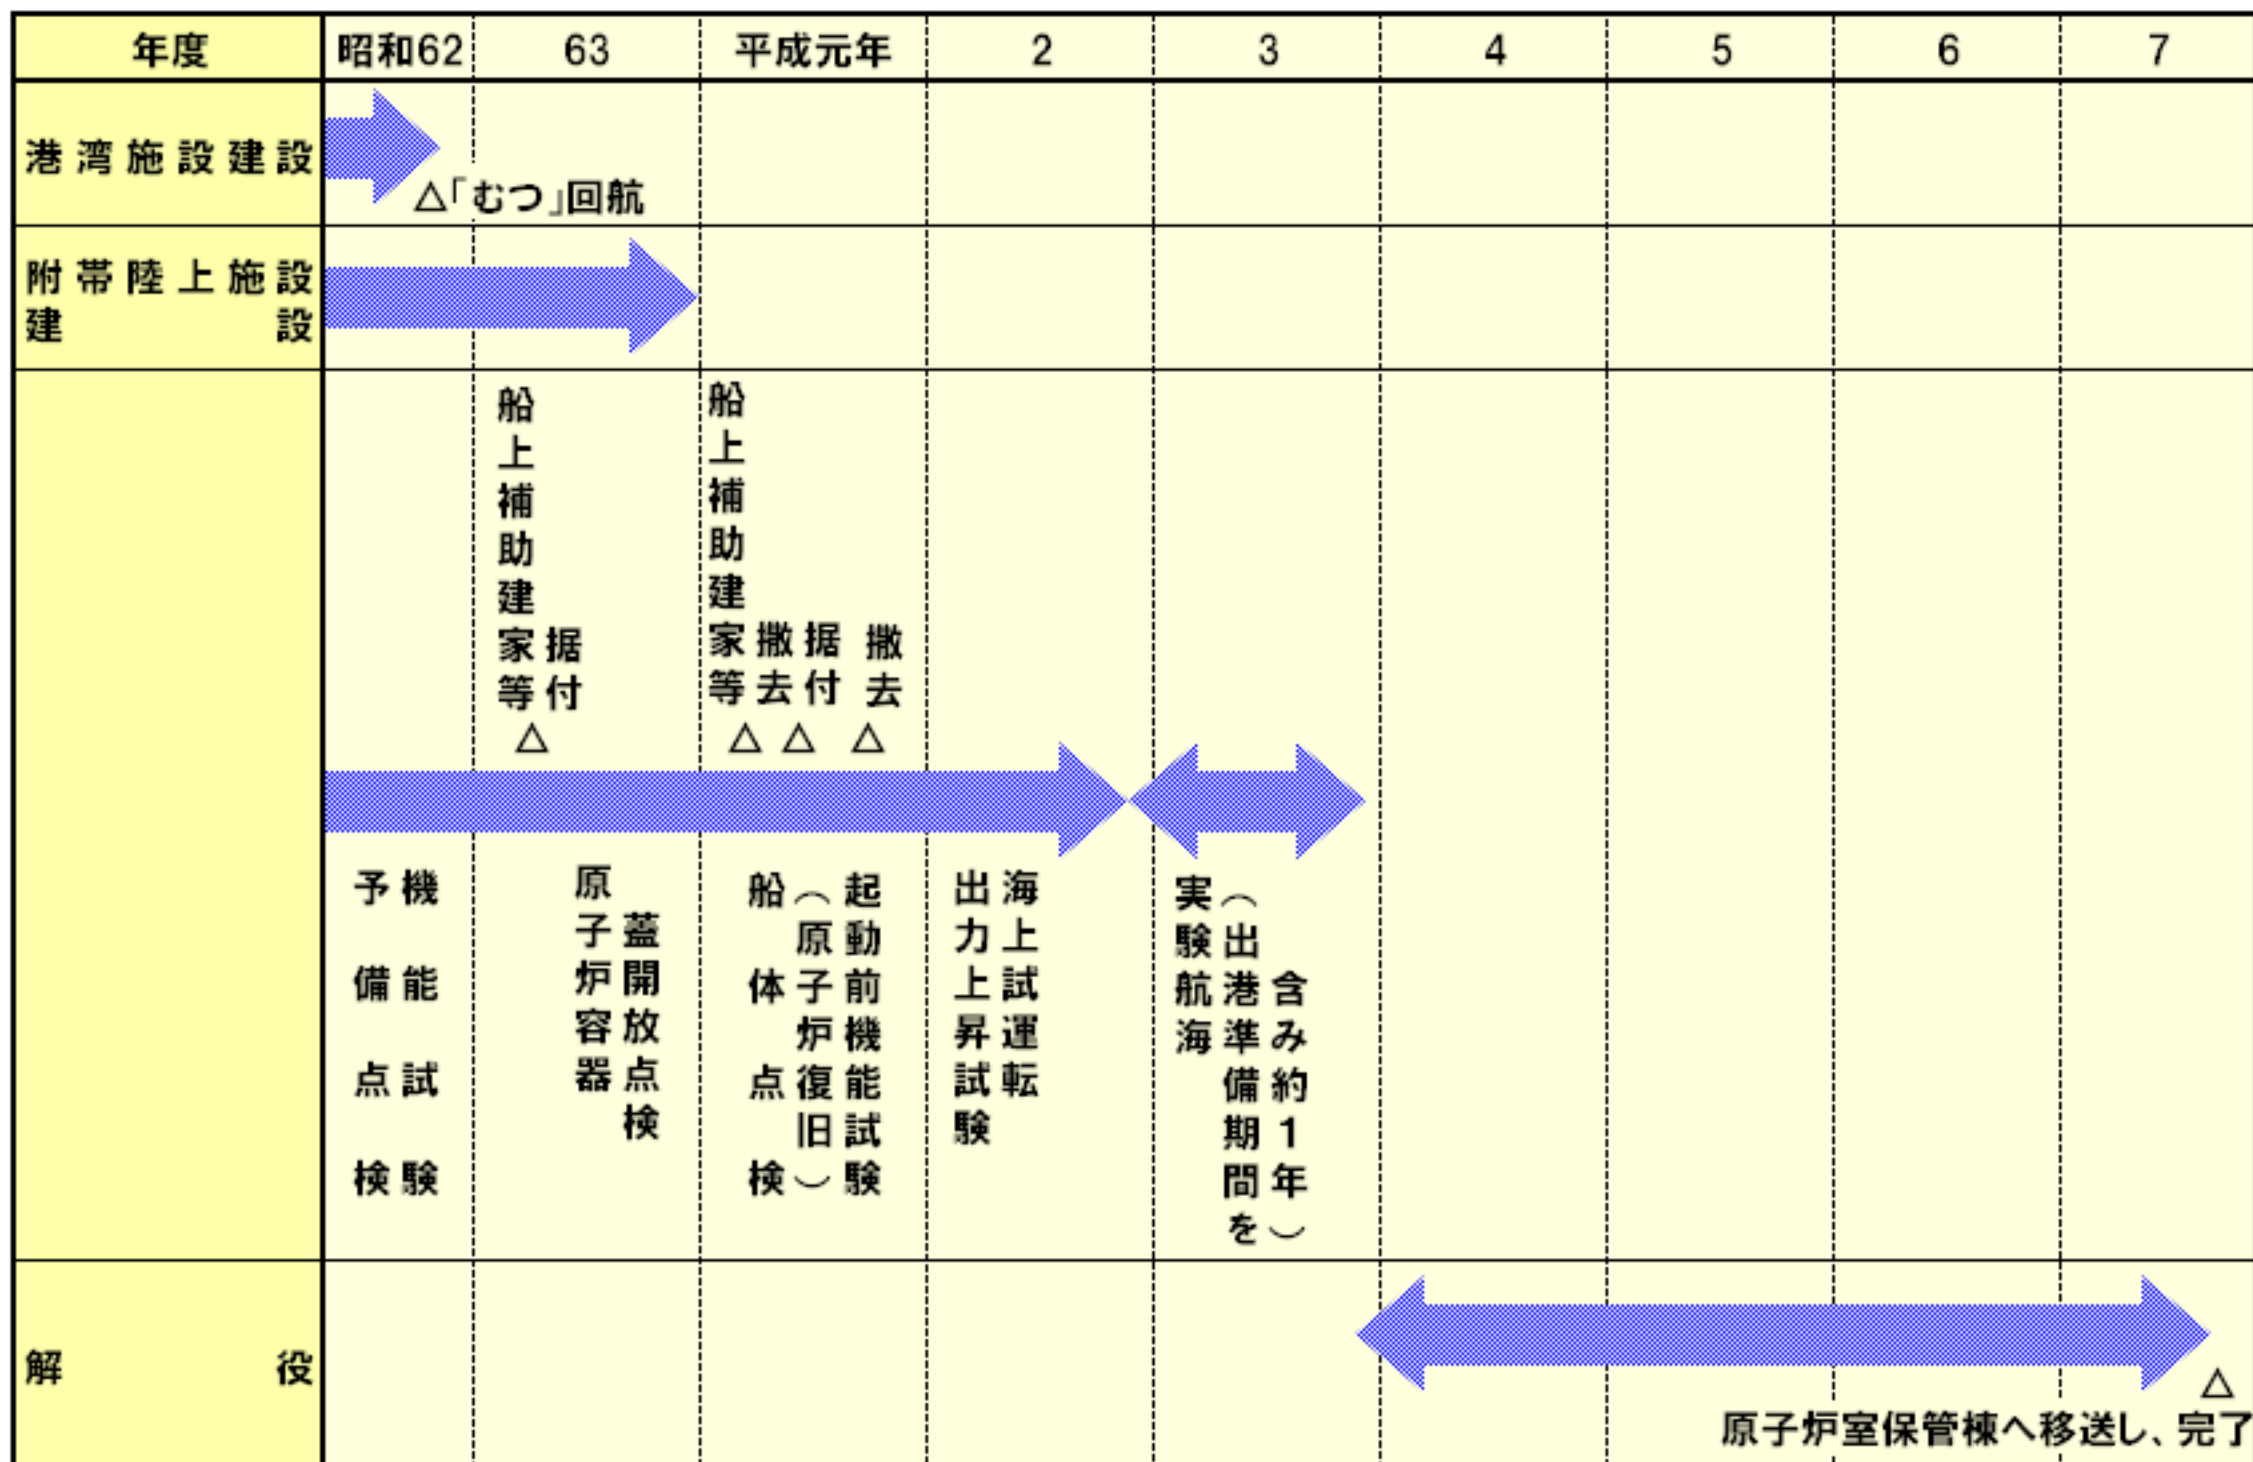 年度 昭和62 63 平成元年 2 3 4 5 6 7
港湾施設建設
△「むつ」回航
附帯陸上施設
建設
船上補助建家等
据付
△
船上補助建家等
撤去
据付
撤去
△ △ △
予備点検
機能試験
原子炉容器
蓋開放点検
船体点検
（原子炉復旧）
起動前機能試験
出力上昇試験
海上試運転
実験航海
（出港準備期間を
含み約1年）
解役
△
原子炉室保管棟へ移送し、完了